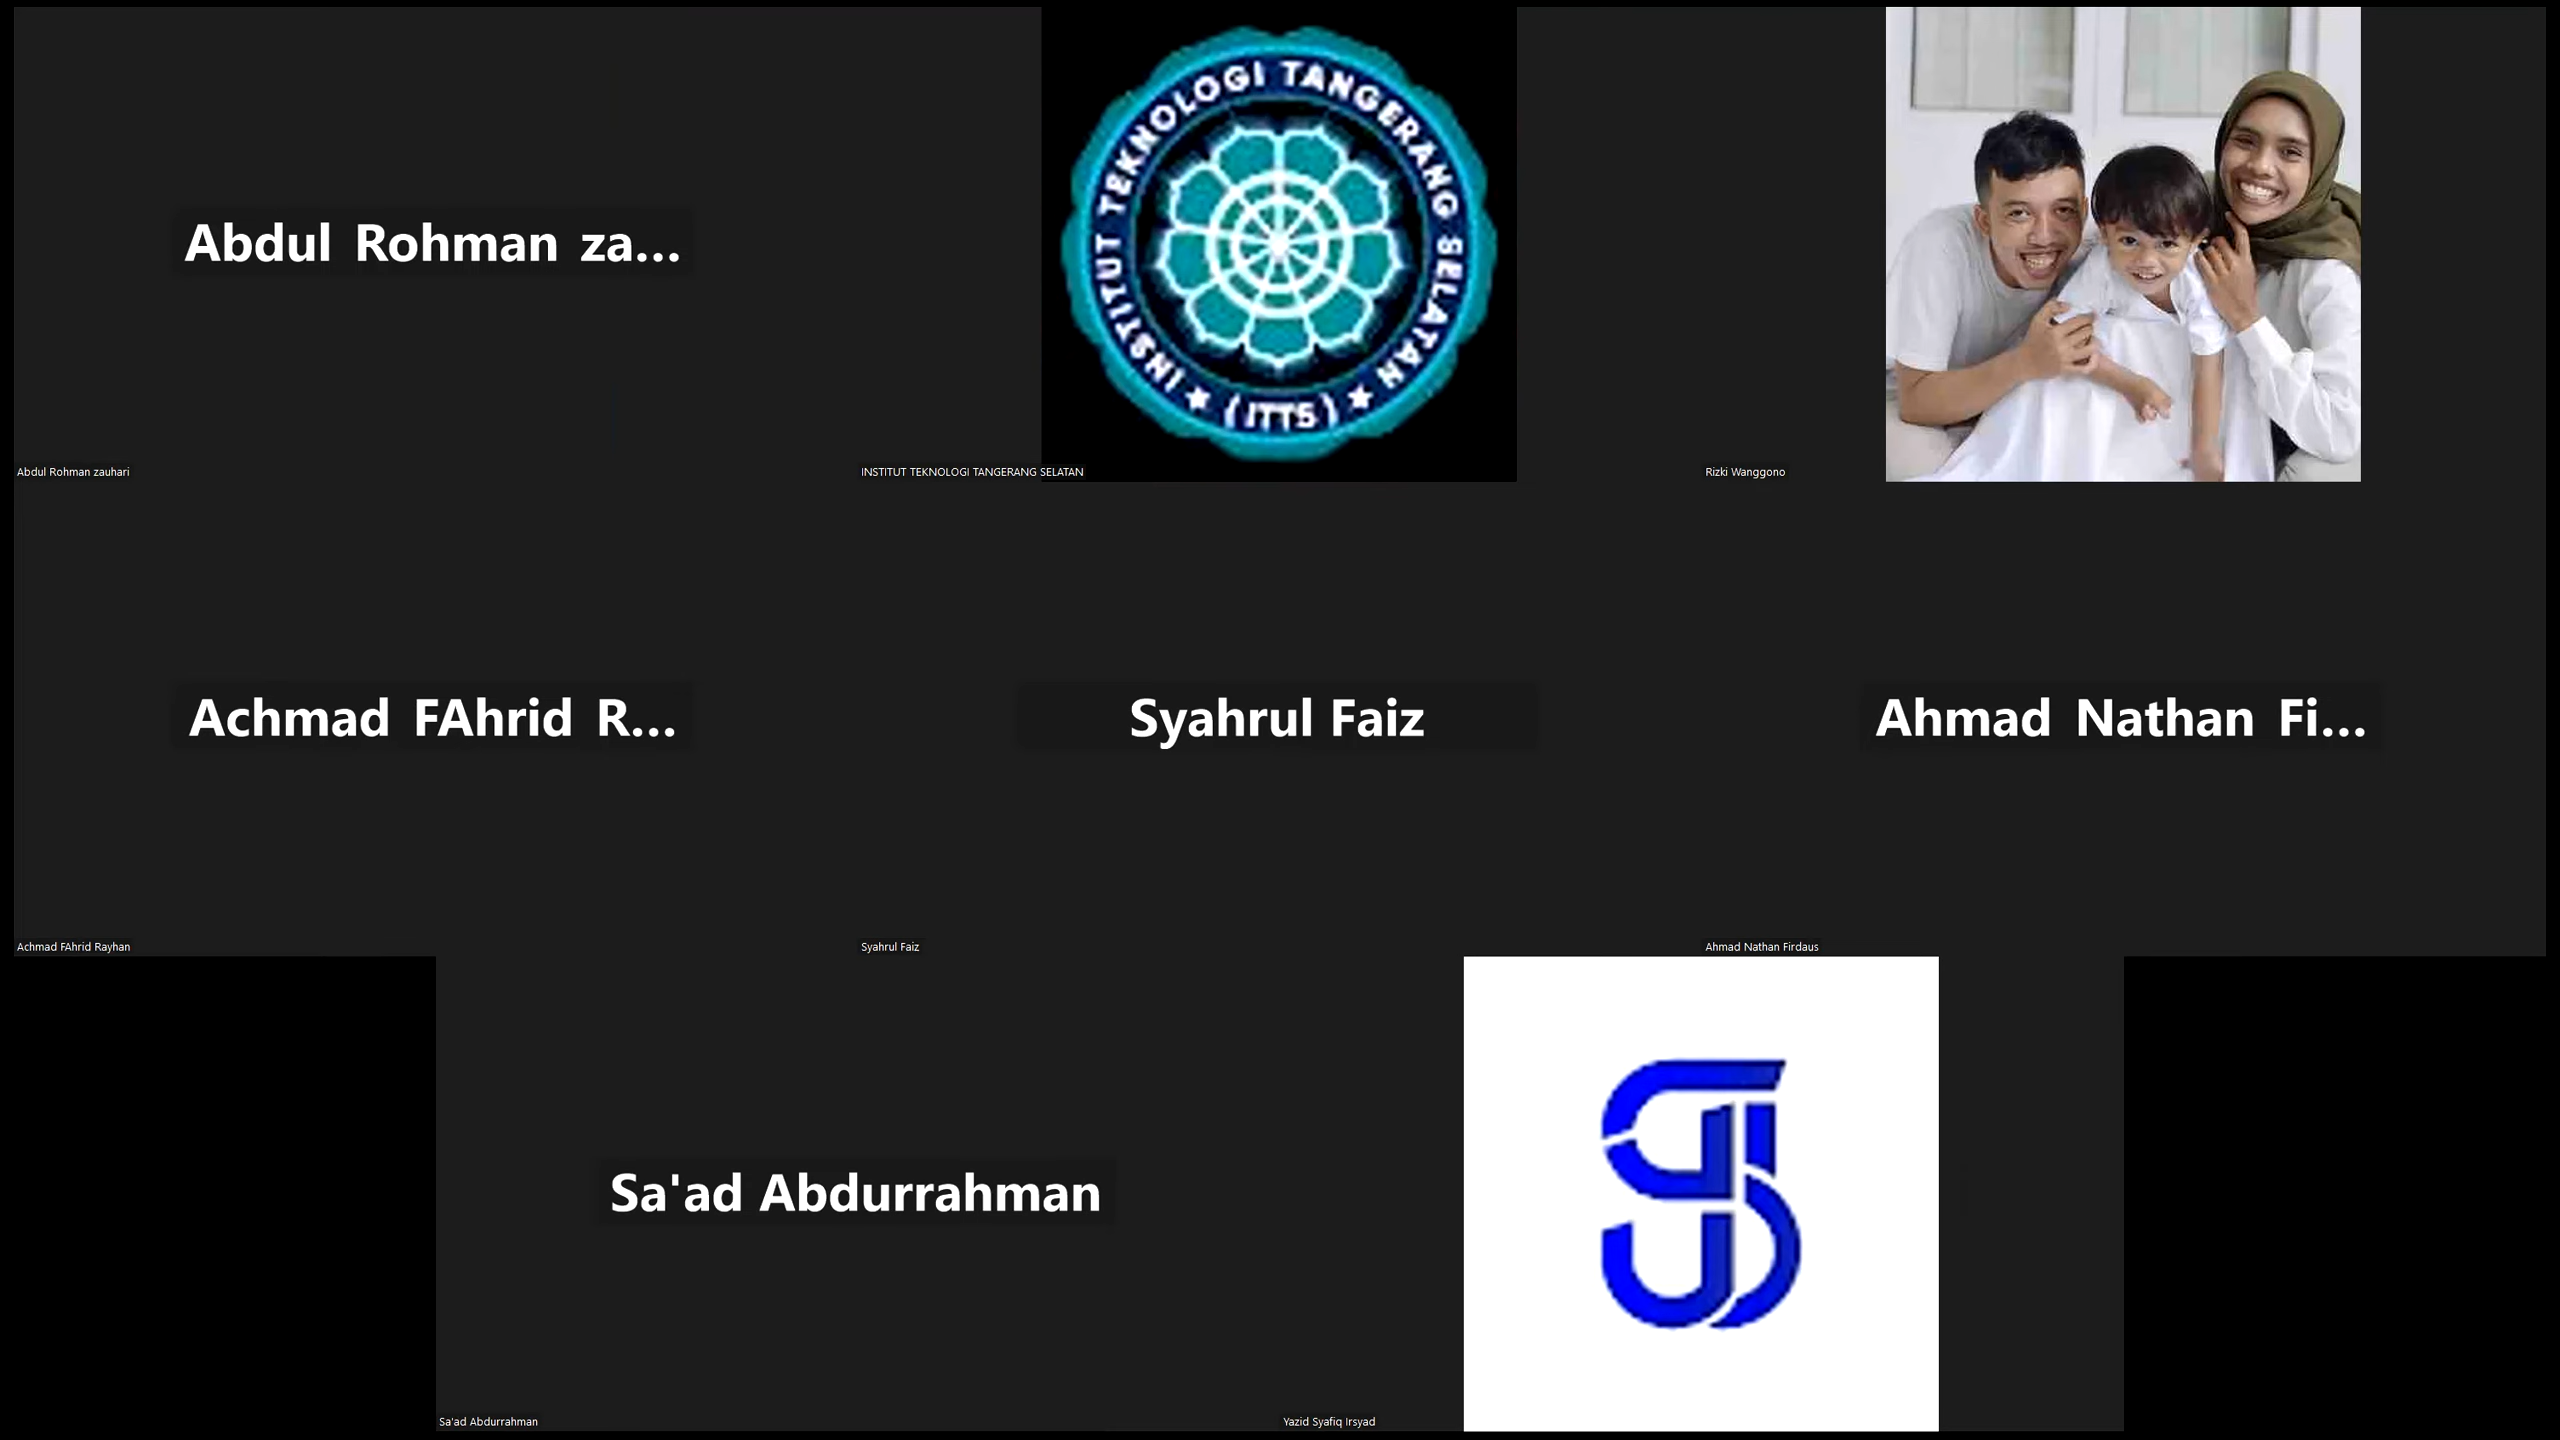 Abdul Rohman za...
Abdul Rohman zauhari
INSTITUT TEKNOLOGI TANGERANG SELATAN
(ITTS)
INSTITUT TEKNOLOGI TANGERANG SELATAN
Rizki Wanggono
Achmad FAhrid R...
Achmad FAhrid Rayhan
Syahrul Faiz
Syahrul Faiz
Ahmad Nathan Fi...
Ahmad Nathan Firdaus
Sa'ad Abdurrahman
Sa'ad Abdurrahman
Yazid Syafiq Irsyad